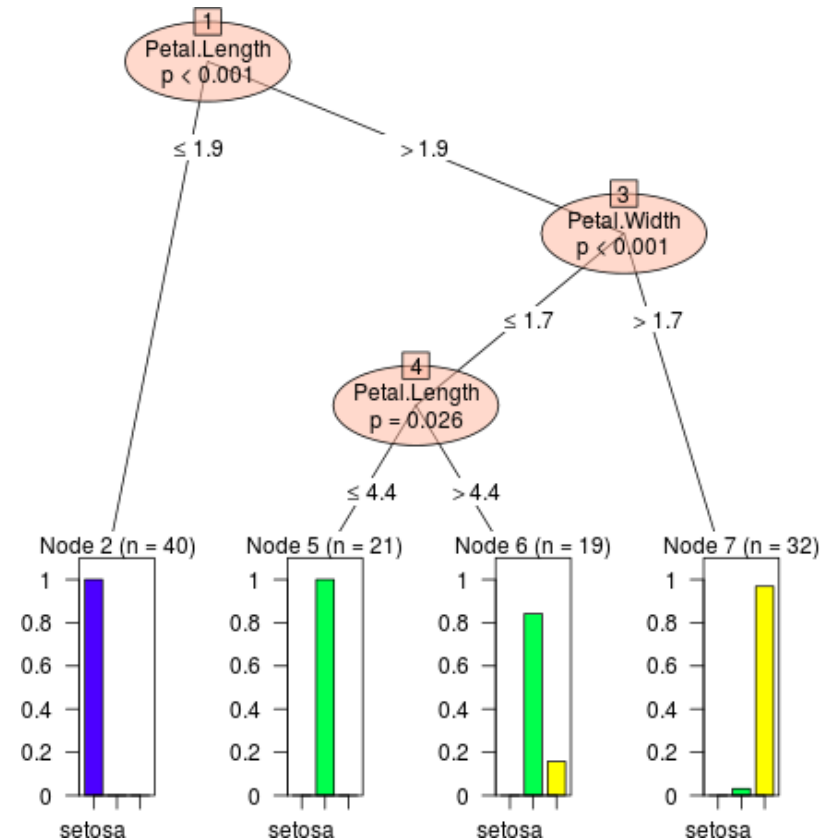 1
Petal.Length
p < 0.001
≤ 1.9
> 1.9
3
Petal.Width
p < 0.001
≤ 1.7
> 1.7
4
Petal.Length
p = 0.026
≤ 4.4
> 4.4
Node 2 (n = 40)
1
0.8
0.6
0.4
0.2
0
setosa
Node 5 (n = 21)
1
0.8
0.6
0.4
0.2
0
setosa
Node 6 (n = 19)
1
0.8
0.6
0.4
0.2
0
setosa
Node 7 (n = 32)
1
0.8
0.6
0.4
0.2
0
setosa